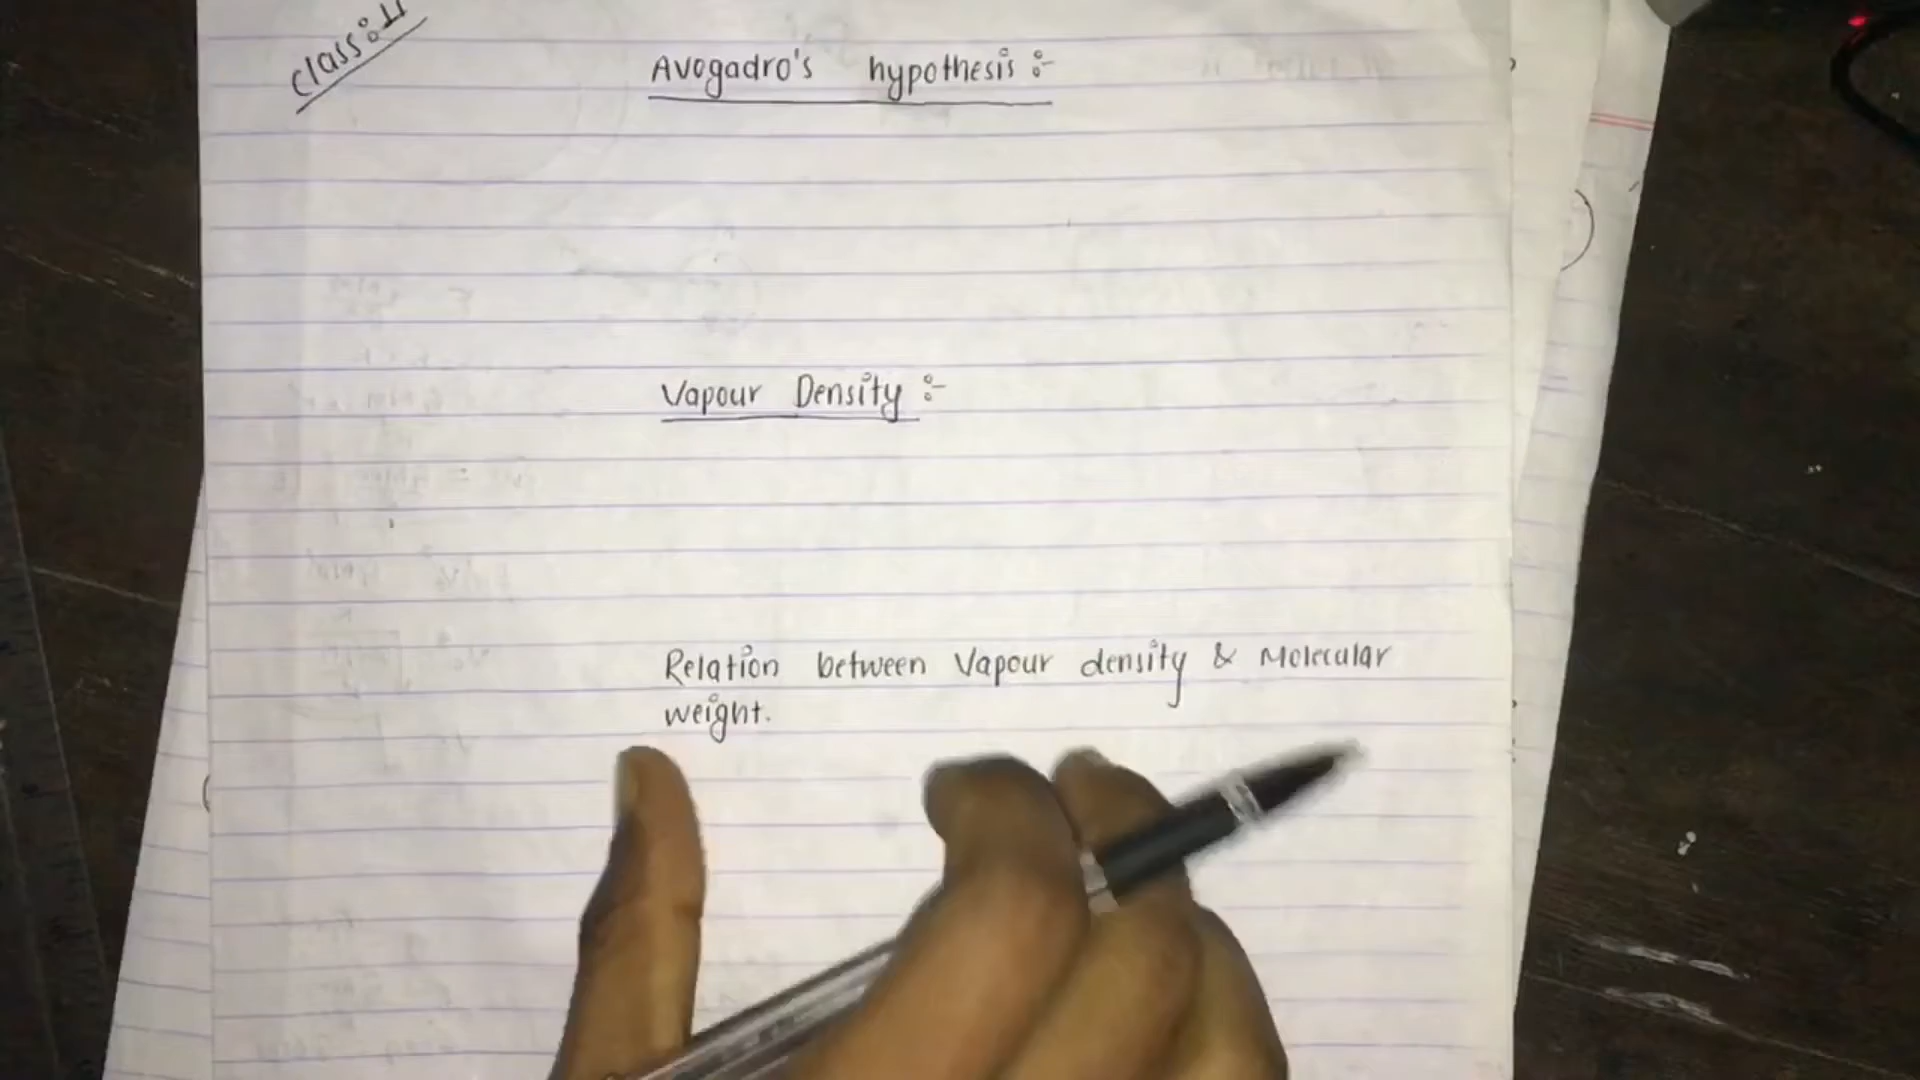 class:11
Avogadro's hypothesis :-
Vapour Density :-
Relation between Vapour density & Molecular
weight.